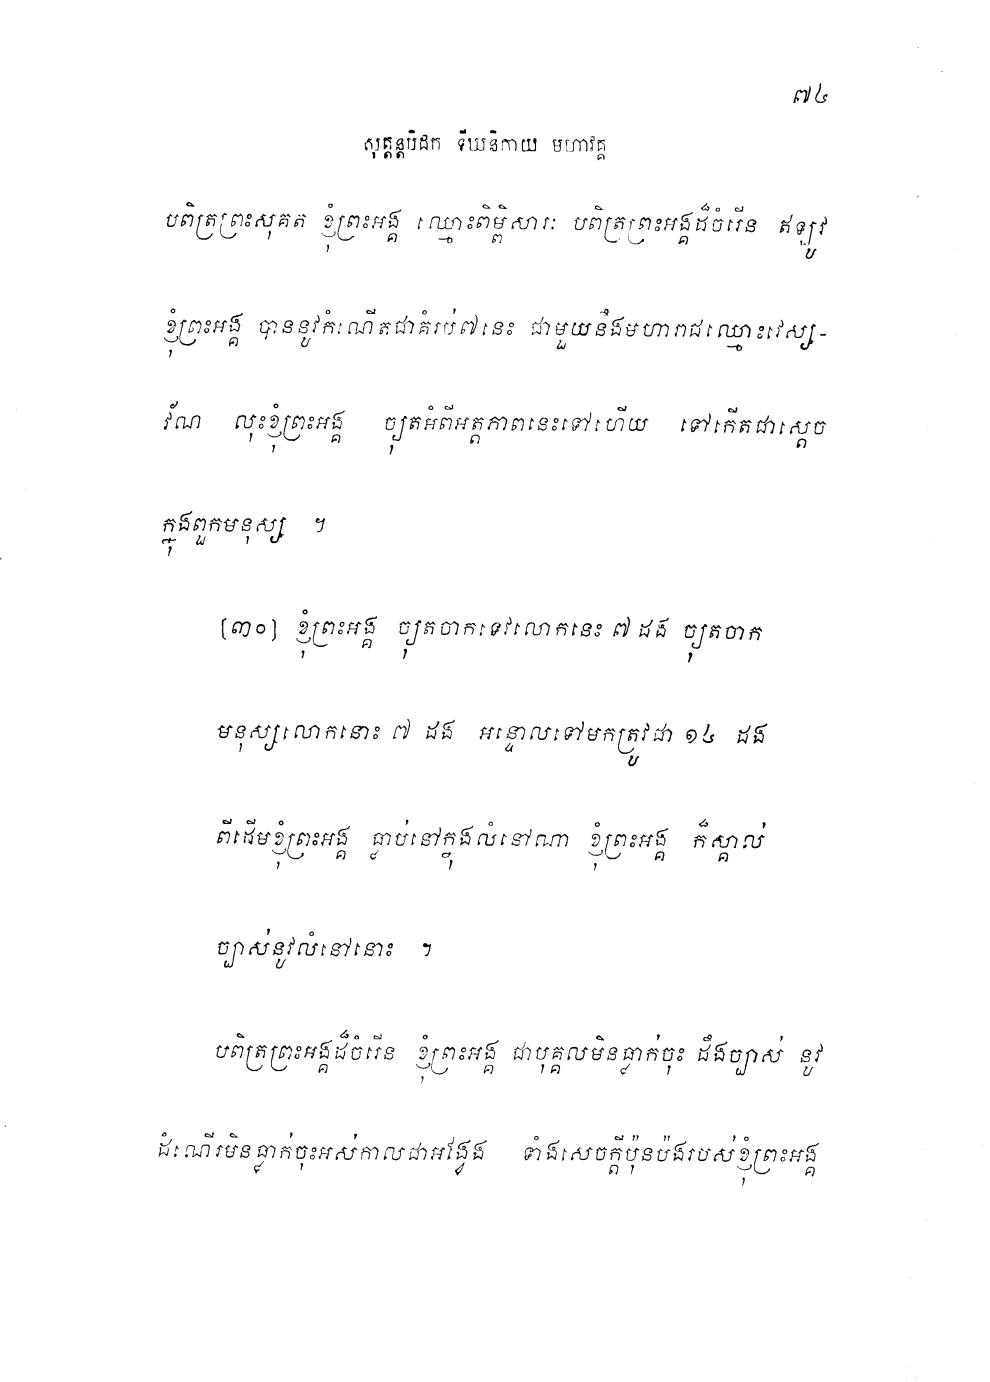 ៧៤
សុត្តន្តបិដក ទីឃនិកាយ មហាវគ្គ
បពិត្រព្រះសុគត ខ្ញុំព្រះអង្គ ឈ្មោះពិម្ពិសារៈ បពិត្រព្រះអង្គដ៏ចំរើន ឥឡូវ
ខ្ញុំព្រះអង្គ បាននូវកំណើតជាគំរប់៧នេះ ជាមួយនឹងមហារាជឈ្មោះវេស្ស-
វ័ណ លុះខ្ញុំព្រះអង្គ ច្យុតអំពីអត្តភាពនេះទៅហើយ ទៅកើតជាស្តេច
ក្នុងពួកមនុស្ស ។
[៣០] ខ្ញុំព្រះអង្គ ច្យុតចាកទេវលោកនេះ ៧ ដង ច្យុតចាក
មនុស្សលោកនោះ ៧ ដង អន្ទោលទៅមកត្រូវជា ១៤ ដង
ពីដើមខ្ញុំព្រះអង្គ ធ្លាប់នៅក្នុងលំនៅណា ខ្ញុំព្រះអង្គ ក៏ស្គាល់
ច្បាស់នូវលំនៅនោះ ។
បពិត្រព្រះអង្គដ៏ចំរើន ខ្ញុំព្រះអង្គ ជាបុគ្គលមិនធ្លាក់ចុះ ដឹងច្បាស់ នូវ
ដំណើរមិនធ្លាក់ចុះអស់កាលជាអង្វែង ទាំងសេចក្តីប៉ុនប៉ងរបស់ខ្ញុំព្រះអង្គ